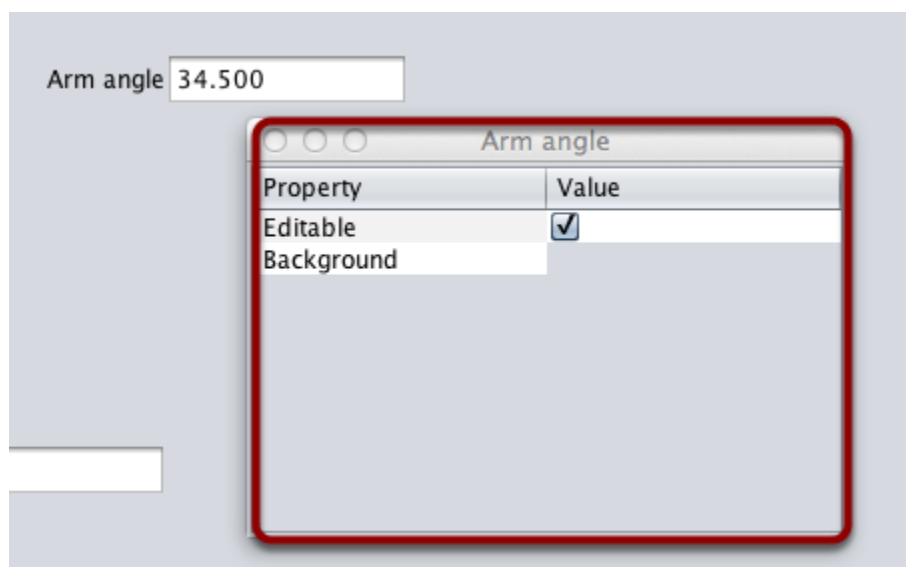 Arm angle 34.500
Arm angle
Property Value
Editable
Background